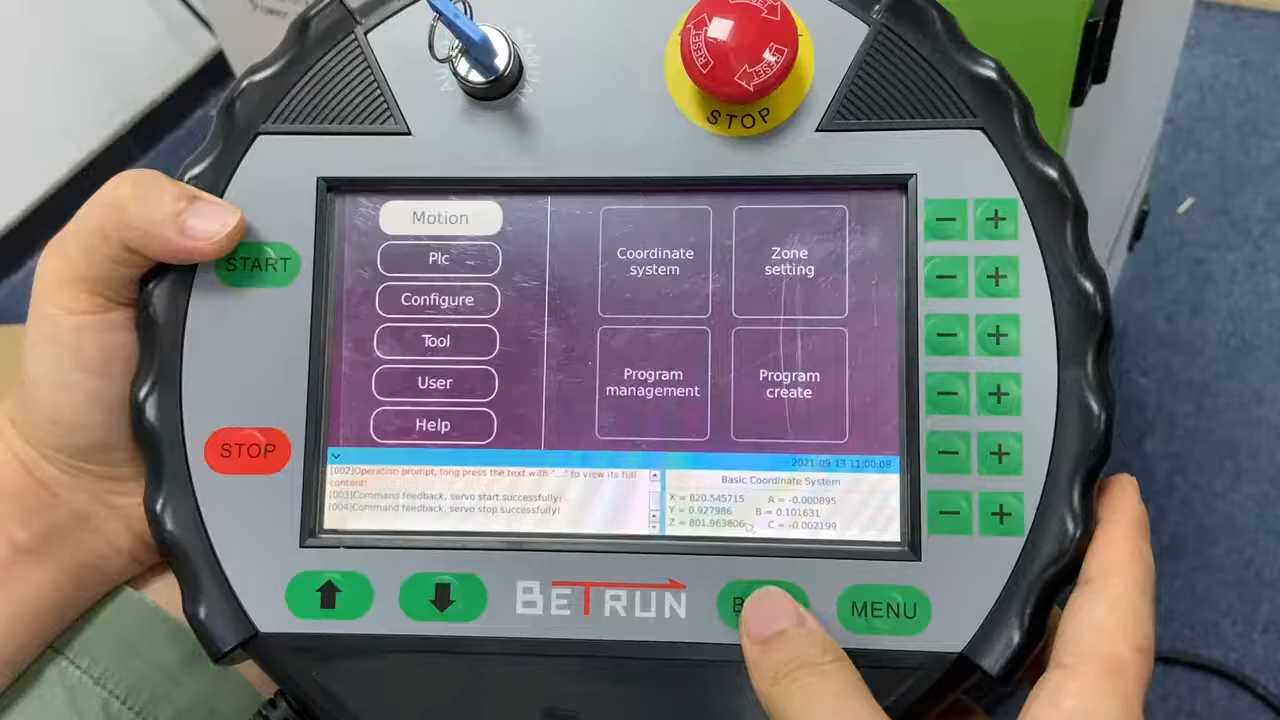 RESET
RESET
STOP
START
STOP
Motion
Plc
Configure
Tool
User
Help
Coordinate
system
Zone
setting
Program
management
Program
create
2021-09-13 11:00:08
[002]Operation prompt, long press the text with "..." to view its full
content!
[003]Command feedback, servo start successfully!
[004]Command feedback, servo stop successfully!
Basic Coordinate System
X = 820.545715 A = -0.000895
Y = 0.927986 B = 0.101631
Z = 801.963806 C = -0.002199
− +
− +
− +
− +
− +
− +
BETRUN
MENU